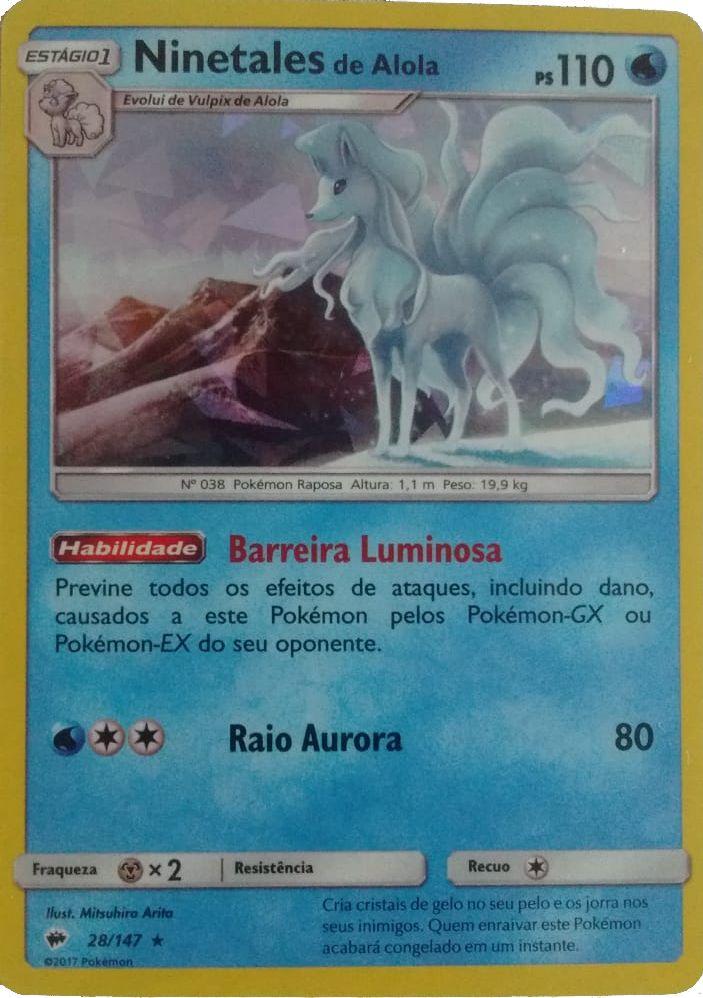 ESTÁGIO1
Ninetales de Alola
PS110
Evolui de Vulpix de Alola
Nº 038 Pokémon Raposa Altura: 1,1 m Peso: 19,9 kg
Habilidade Barreira Luminosa
Previne todos os efeitos de ataques, incluindo dano,
causados a este Pokémon pelos Pokémon-GX ou
Pokémon-EX do seu oponente.
Raio Aurora 80
Fraqueza ×2 Resistência Recuo
Ilust. Mitsuhiro Arita
28/147 ★
©2017 Pokémon
Cria cristais de gelo no seu pelo e os jorra nos
seus inimigos. Quem enraivar este Pokémon
acabará congelado em um instante.